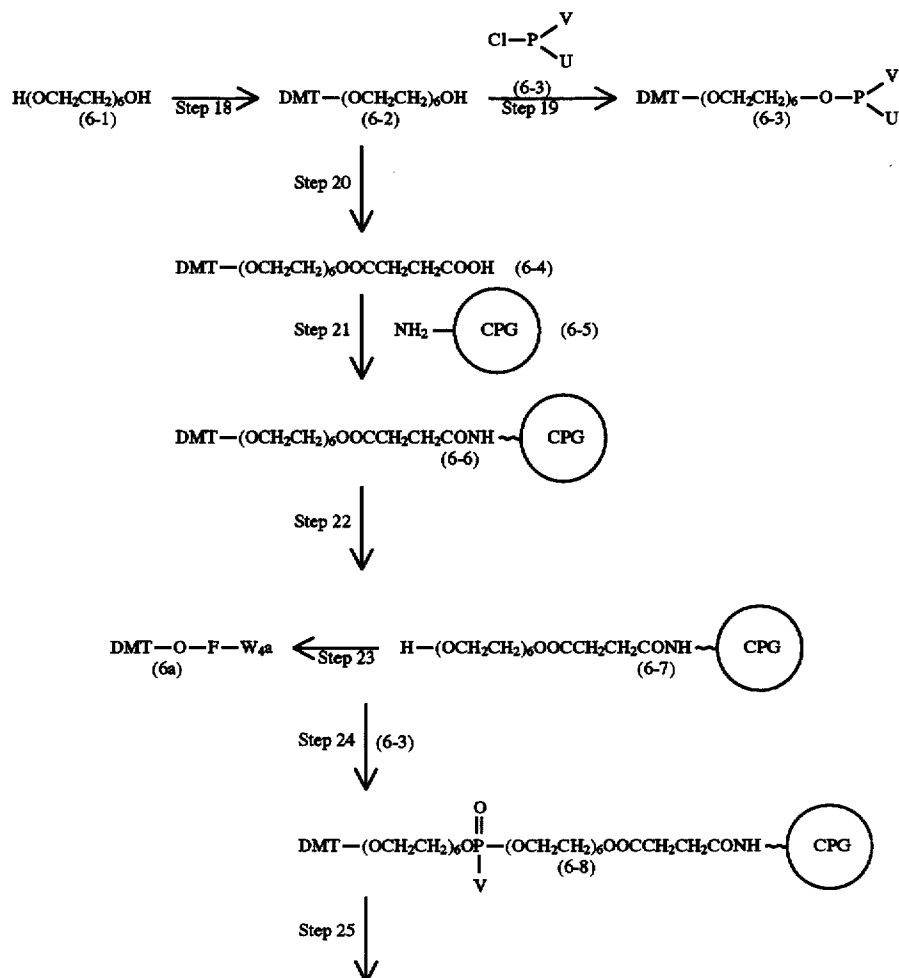 Cl—P
V
U
H(OCH₂CH₂)₆OH
(6-1)
Step 18
DMT—(OCH₂CH₂)₆OH
(6-2)
(6-3)
Step 19
DMT—(OCH₂CH₂)₆—O—P
V
U
(6-3)
Step 20
DMT—(OCH₂CH₂)₆OOCCH₂CH₂COOH (6-4)
Step 21
NH₂—CPG (6-5)
DMT—(OCH₂CH₂)₆OOCCH₂CH₂CONH~CPG
(6-6)
Step 22
DMT—O—F—W₄a
(6a)
Step 23
H—(OCH₂CH₂)₆OOCCH₂CH₂CONH~CPG
(6-7)
Step 24 (6-3)
O
DMT—(OCH₂CH₂)₆OP—(OCH₂CH₂)₆OOCCH₂CH₂CONH~CPG
V
(6-8)
Step 25